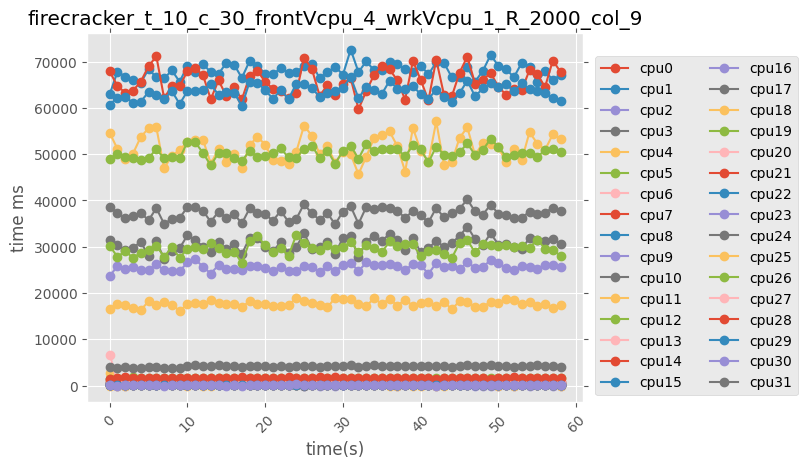 firecracker_t_10_c_30_frontVcpu_4_wrkVcpu_1_R_2000_col_9
70000
60000
50000
40000
30000
20000
10000
0
time ms
0
10
20
30
40
50
60
time(s)
cpu0
cpu1
cpu2
cpu3
cpu4
cpu5
cpu6
cpu7
cpu8
cpu9
cpu10
cpu11
cpu12
cpu13
cpu14
cpu15
cpu16
cpu17
cpu18
cpu19
cpu20
cpu21
cpu22
cpu23
cpu24
cpu25
cpu26
cpu27
cpu28
cpu29
cpu30
cpu31